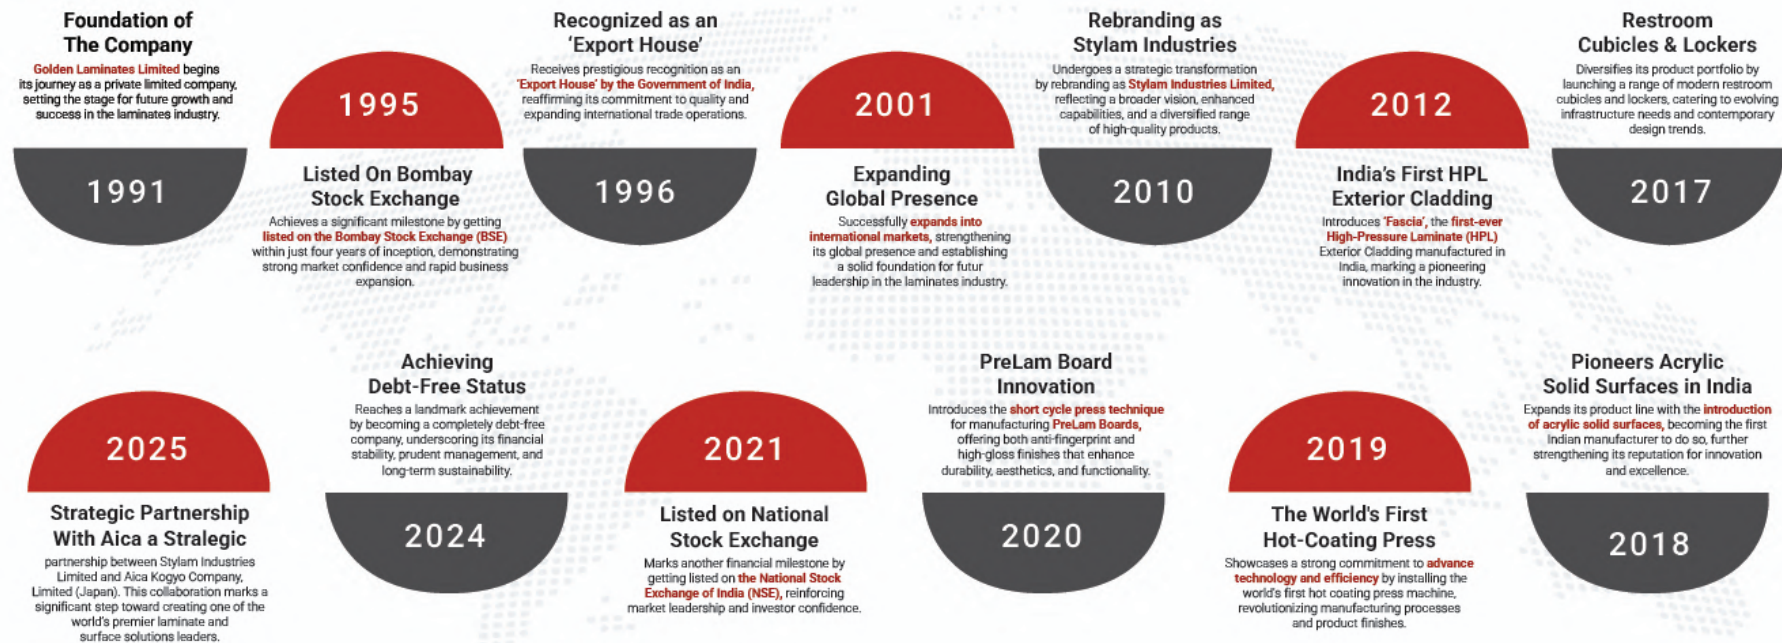 Foundation of
The Company
Golden Laminates Limited begins
its journey as a private limited company,
setting the stage for future growth and
success in the laminates industry.
1991
1995
Listed On Bombay
Stock Exchange
Achieves a significant milestone by getting
listed on the Bombay Stock Exchange (BSE)
within just four years of inception, demonstrating
strong market confidence and rapid business
expansion.
Recognized as an
‘Export House’
Receives prestigious recognition as an
‘Export House’ by the Government of India,
reaffirming its commitment to quality and
expanding international trade operations.
1996
2001
Expanding
Global Presence
Successfully expands into
international markets, strengthening
its global presence and establishing
a solid foundation for futur
leadership in the laminates industry.
Rebranding as
Stylam Industries
Undergoes a strategic transformation
by rebranding as Stylam Industries Limited,
reflecting a broader vision, enhanced
capabilities, and a diversified range
of high-quality products.
2010
2012
India’s First HPL
Exterior Cladding
Introduces ‘Fascia’, the first-ever
High-Pressure Laminate (HPL)
Exterior Cladding manufactured in
India, marking a pioneering
innovation in the industry.
Restroom
Cubicles & Lockers
Diversifies its product portfolio by
launching a range of modern restroom
cubicles and lockers, catering to evolving
infrastructure needs and contemporary
design trends.
2017
2025
Strategic Partnership
With Aica a Stralegic
partnership between Stylam Industries
Limited and Aica Kogyo Company,
Limited (Japan). This collaboration marks a
significant step toward creating one of the
world's premier laminate and
surface solutions leaders.
Achieving
Debt-Free Status
Reaches a landmark achievement
by becoming a completely debt-free
company, underscoring its financial
stability, prudent management, and
long-term sustainability.
2024
2021
Listed on National
Stock Exchange
Marks another financial milestone by
getting listed on the National Stock
Exchange of India (NSE), reinforcing
market leadership and investor confidence.
PreLam Board
Innovation
Introduces the short cycle press technique
for manufacturing PreLam Boards,
offering both anti-fingerprint and
high-gloss finishes that enhance
durability, aesthetics, and functionality.
2020
2019
The World's First
Hot-Coating Press
Showcases a strong commitment to advance
technology and efficiency by installing the
world's first hot coating press machine,
revolutionizing manufacturing processes
and product finishes.
Pioneers Acrylic
Solid Surfaces in India
Expands its product line with the introduction
of acrylic solid surfaces, becoming the first
Indian manufacturer to do so, further
strengthening its reputation for innovation
and excellence.
2018